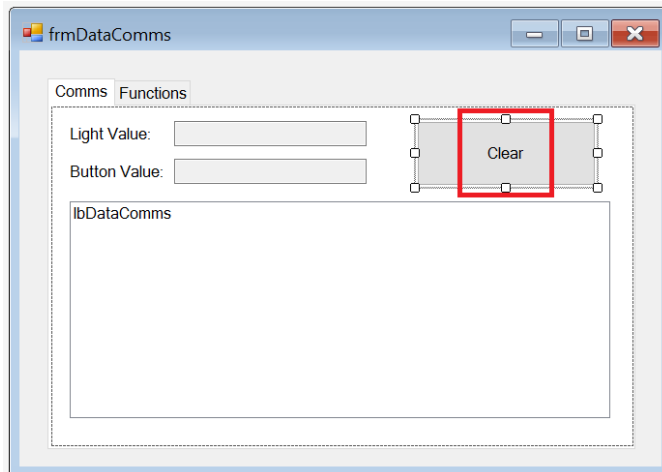 frmDataComms
Comms Functions
Light Value:
Clear
Button Value:
lbDataComms